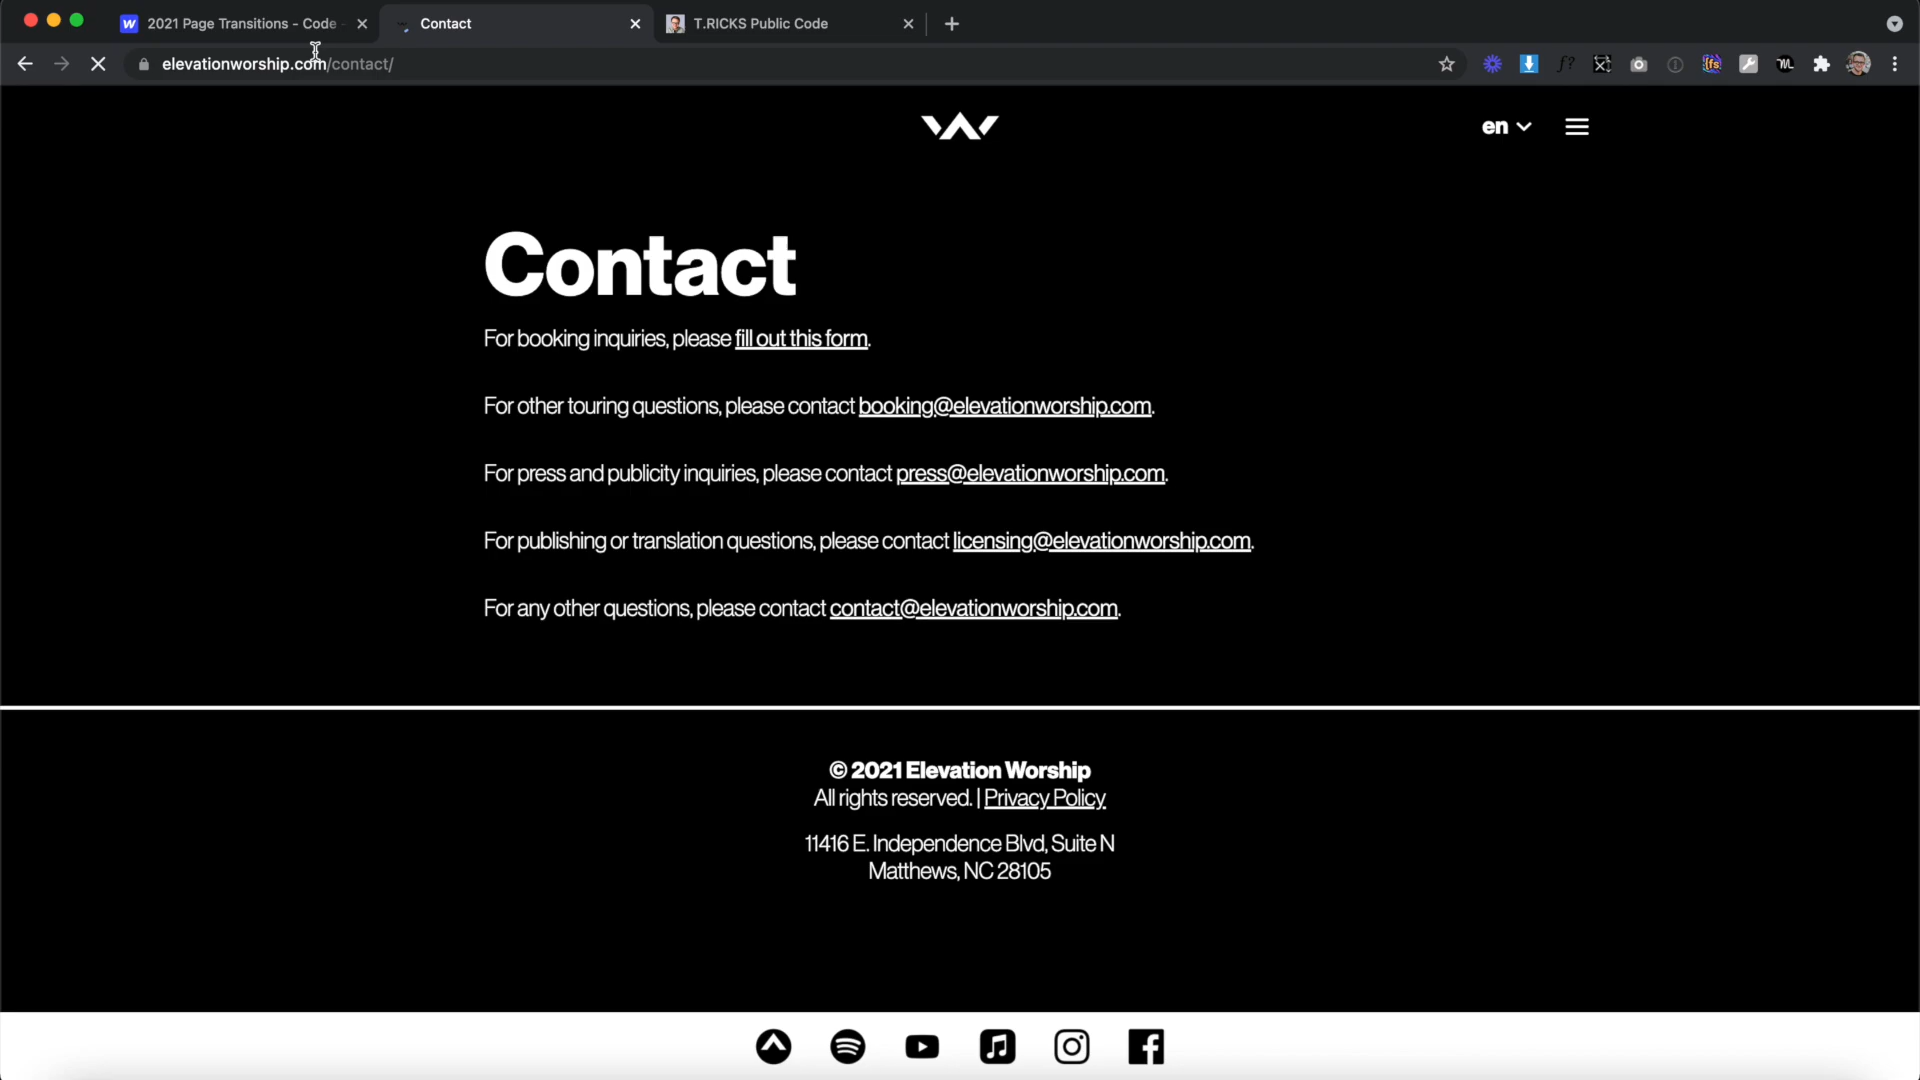 2021 Page Transitions - Code -
Contact
T.RICKS Public Code
elevationworship.com/contact/
en
Contact
For booking inquiries, please fill out this form.
For other touring questions, please contact booking@elevationworship.com.
For press and publicity inquiries, please contact press@elevationworship.com.
For publishing or translation questions, please contact licensing@elevationworship.com.
For any other questions, please contact contact@elevationworship.com.
© 2021 Elevation Worship
All rights reserved. | Privacy Policy
11416 E. Independence Blvd, Suite N
Matthews, NC 28105